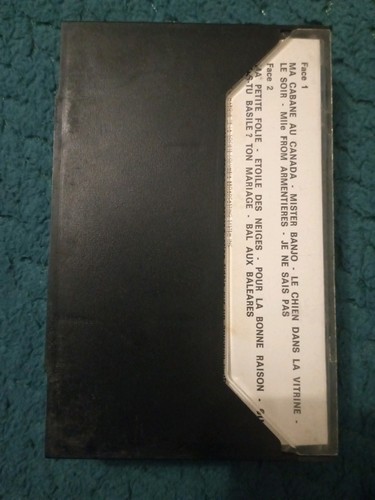 Face 1
MA CABANE AU CANADA - MISTER BANJO - LE CHIEN DANS LA VITRINE -
LE SOIR - Mlle FROM ARMENTIERES - JE NE SAIS PAS
Face 2
MA PETITE FOLIE - ETOILE DES NEIGES - POUR LA BONNE RAISON -
BASILE? TON MARIAGE - BAL AUX BALEARES